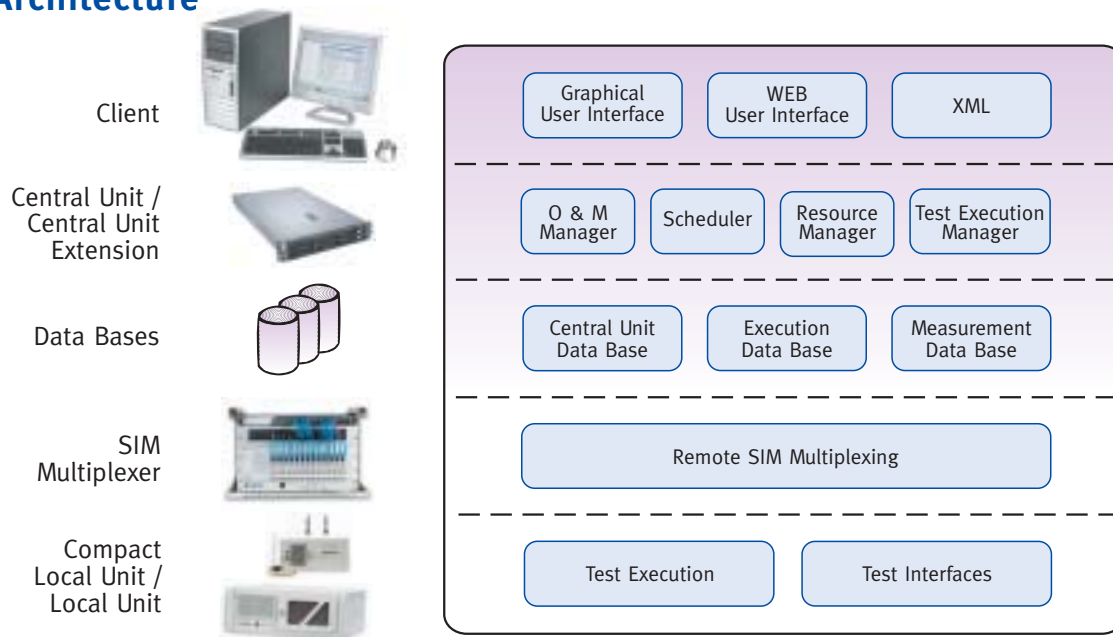 Architecture
Client
Graphical
User Interface
WEB
User Interface
XML
Central Unit /
Central Unit
Extension
O & M
Manager
Scheduler
Resource
Manager
Test Execution
Manager
Data Bases
Central Unit
Data Base
Execution
Data Base
Measurement
Data Base
SIM
Multiplexer
Remote SIM Multiplexing
Compact
Local Unit /
Local Unit
Test Execution
Test Interfaces